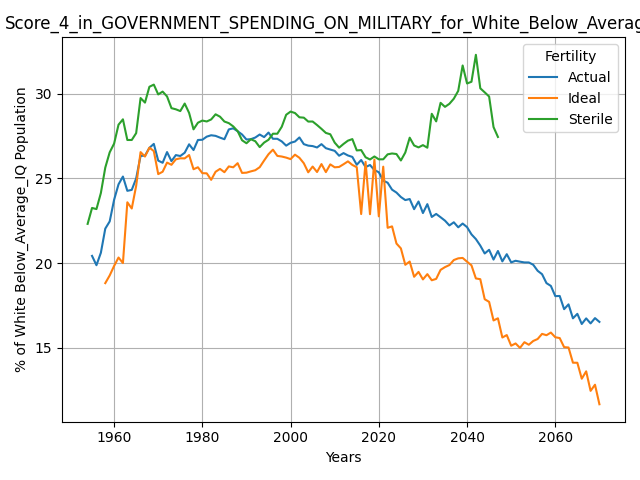 Score_4_in_GOVERNMENT_SPENDING_ON_MILITARY_for_White_Below_Averag
Fertility
Actual
Ideal
Sterile
% of White Below_Average_IQ Population
30
25
20
15
1960 1980 2000 2020 2040 2060
Years